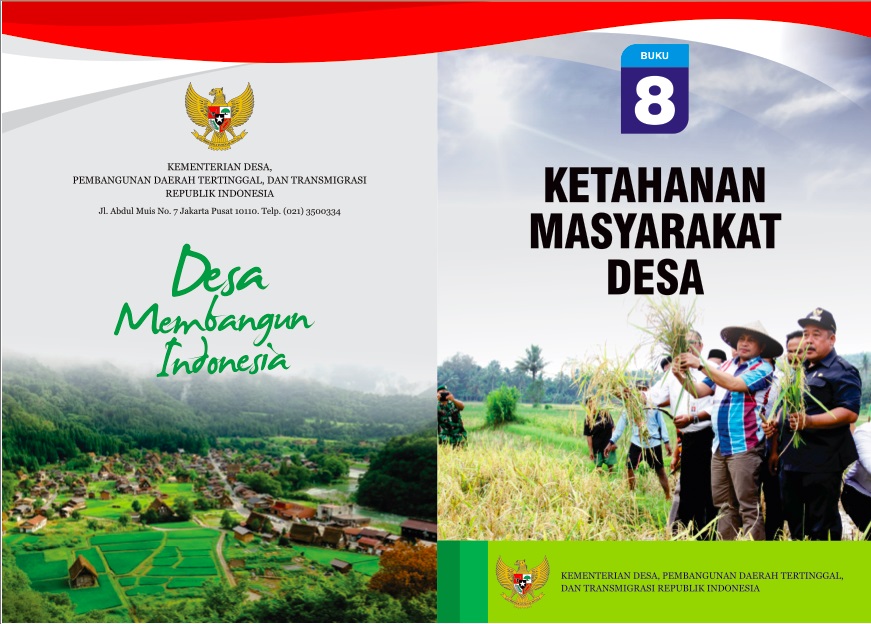 KEMENTERIAN DESA,
PEMBANGUNAN DAERAH TERTINGGAL, DAN TRANSMIGRASI
REPUBLIK INDONESIA
Jl. Abdul Muis No. 7 Jakarta Pusat 10110. Telp. (021) 3500334
Desa
Membangun
Indonesia
BUKU
8
KETAHANAN
MASYARAKAT
DESA
KEMENTERIAN DESA, PEMBANGUNAN DAERAH TERTINGGAL,
DAN TRANSMIGRASI REPUBLIK INDONESIA